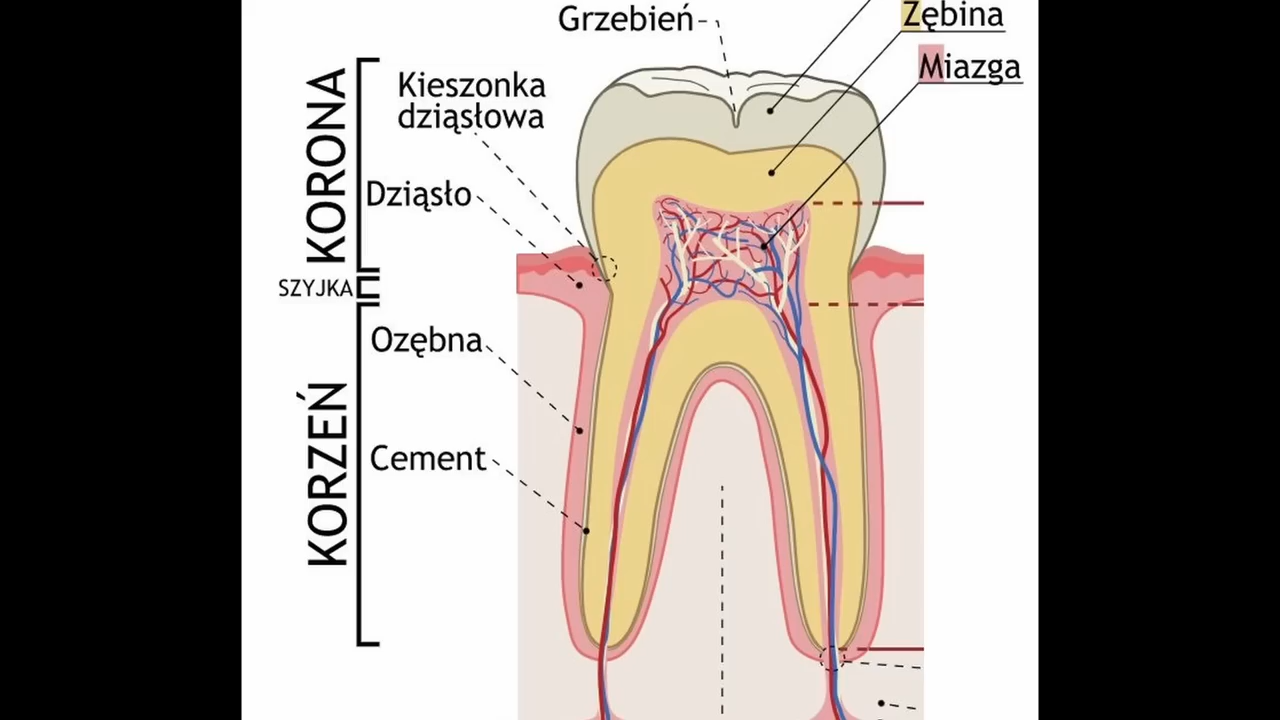 Grzebień
Zębina
Miazga
KORONA
Kieszonka
dziąsłowa
Dziąsło
SZYJKA
Ozębna
KORZEŃ
Cement